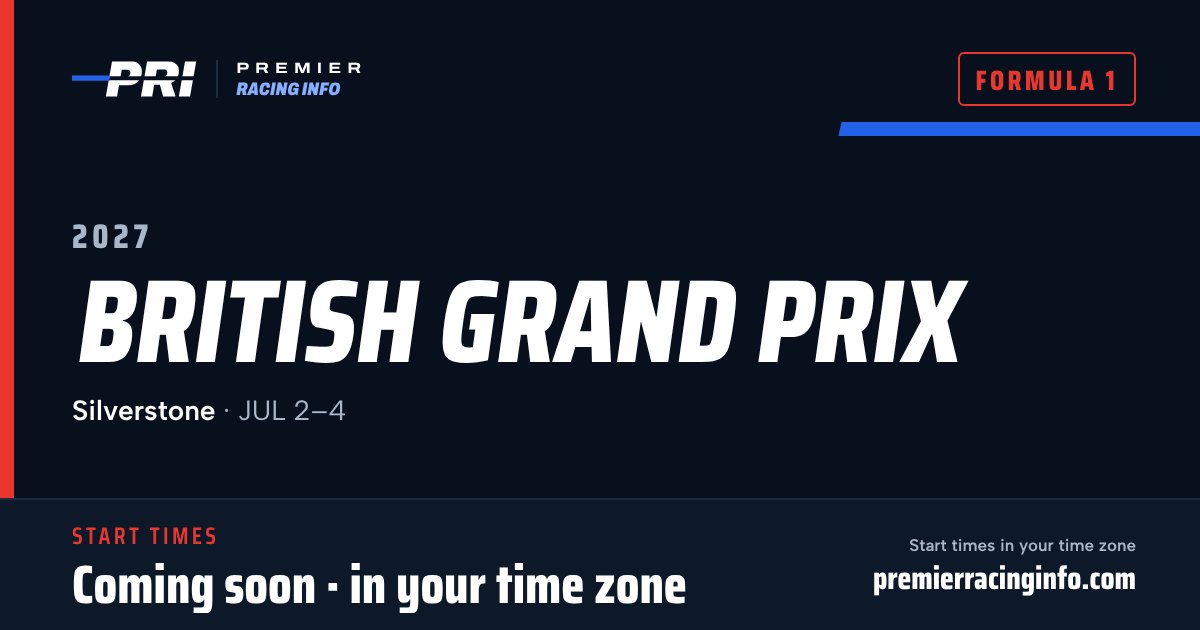 PRI
PREMIER
RACING INFO
FORMULA 1
2027
BRITISH GRAND PRIX
Silverstone · JUL 2–4
START TIMES
Coming soon · in your time zone
Start times in your time zone
premierracinginfo.com